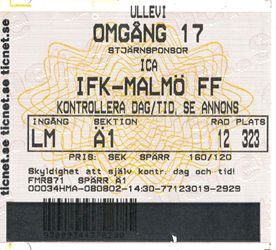 ULLEVI
OMGÅNG 17
STJÄRNSPONSOR
ICA
IFK-MALMÖ FF
KONTROLLERA DAG/TID, SE ANNONS
INGÅNG SEKTION RAD PLATS
LM Ä1 12 323
PRIS: SEK SPÄRR 160/120
Skyldighet att själv kontr. dag och tid!
FMR871 SPÄRR Ä1
00034HMA-080802-14:30-77123019-2929
ticnet.se ticnet.se ticnet.se